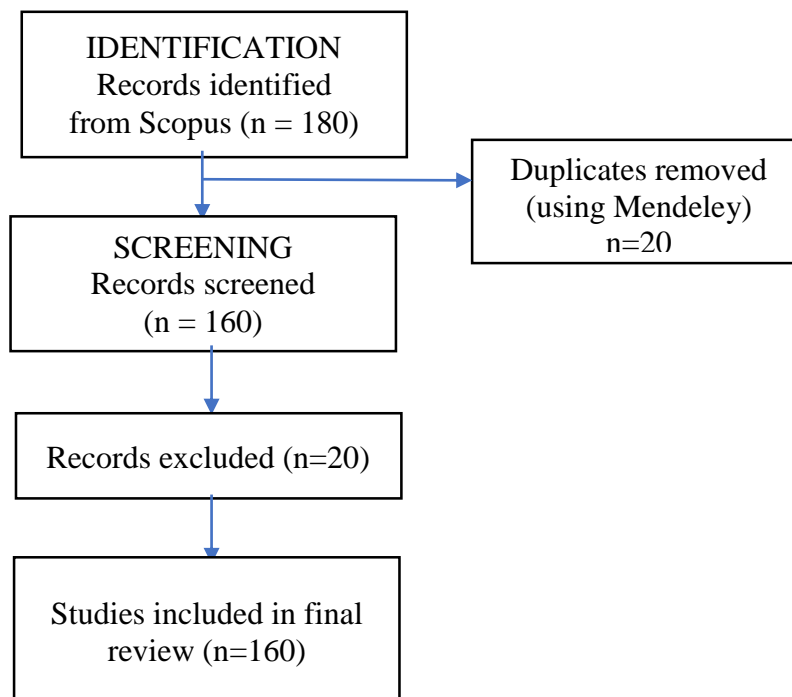 IDENTIFICATION
Records identified
from Scopus (n = 180)
Duplicates removed
(using Mendeley)
n=20
SCREENING
Records screened
(n = 160)
Records excluded (n=20)
Studies included in final
review (n=160)